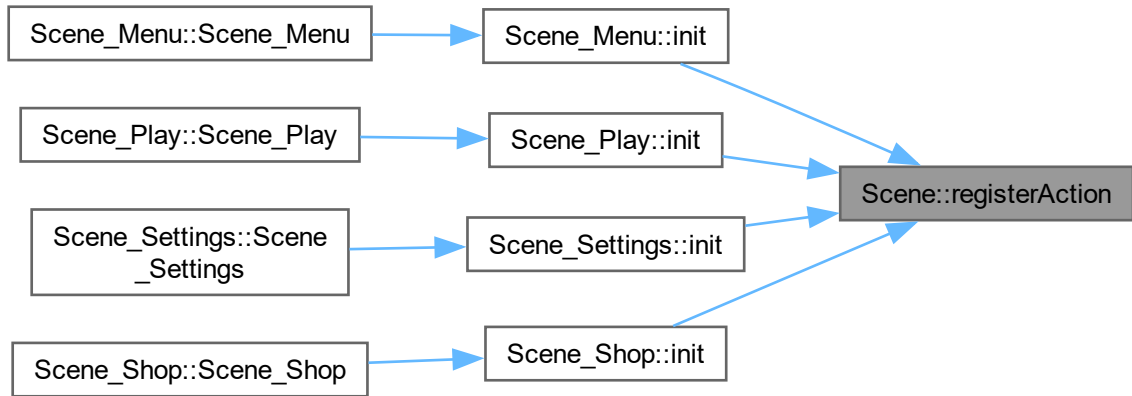 Scene_Menu::Scene_Menu
Scene_Menu::init
Scene_Play::Scene_Play
Scene_Play::init
Scene::registerAction
Scene_Settings::Scene
_Settings
Scene_Settings::init
Scene_Shop::Scene_Shop
Scene_Shop::init